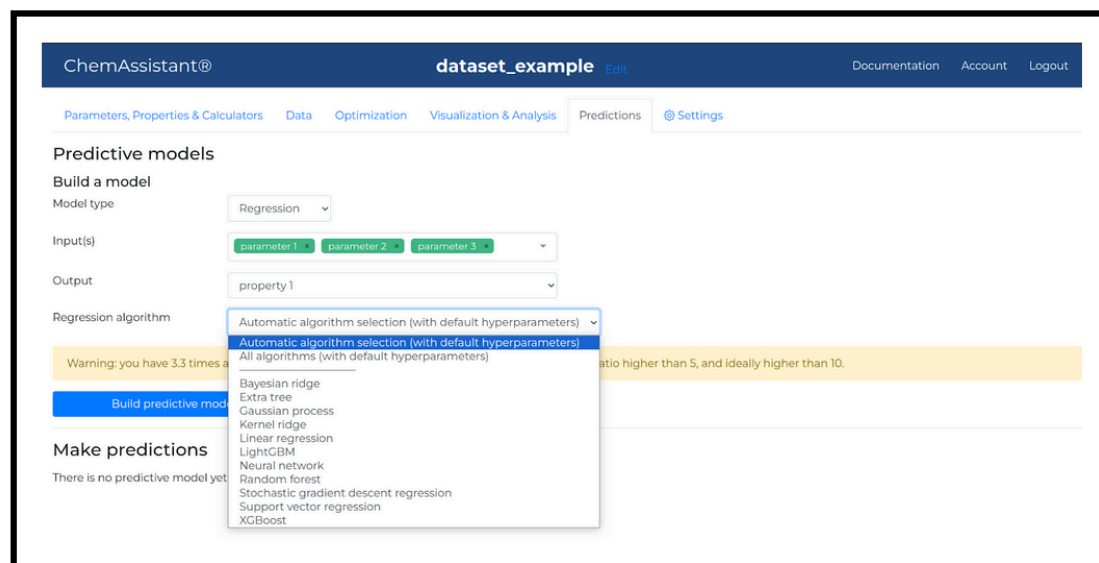 ChemAssistant®
dataset_example Edit
Documentation Account Logout
Parameters, Properties & Calculators Data Optimization Visualization & Analysis Predictions Settings
Predictive models
Build a model
Model type Regression
Input(s) parameter 1 × parameter 2 × parameter 3 ×
Output property 1
Regression algorithm Automatic algorithm selection (with default hyperparameters)
Automatic algorithm selection (with default hyperparameters)
All algorithms (with default hyperparameters)
Warning: you have 3.3 times a
atio higher than 5, and ideally higher than 10.
Bayesian ridge
Extra tree
Build predictive mod
Gaussian process
Kernel ridge
Linear regression
LightGBM
Neural network
Random forest
Stochastic gradient descent regression
Support vector regression
XGBoost
Make predictions
There is no predictive model yet